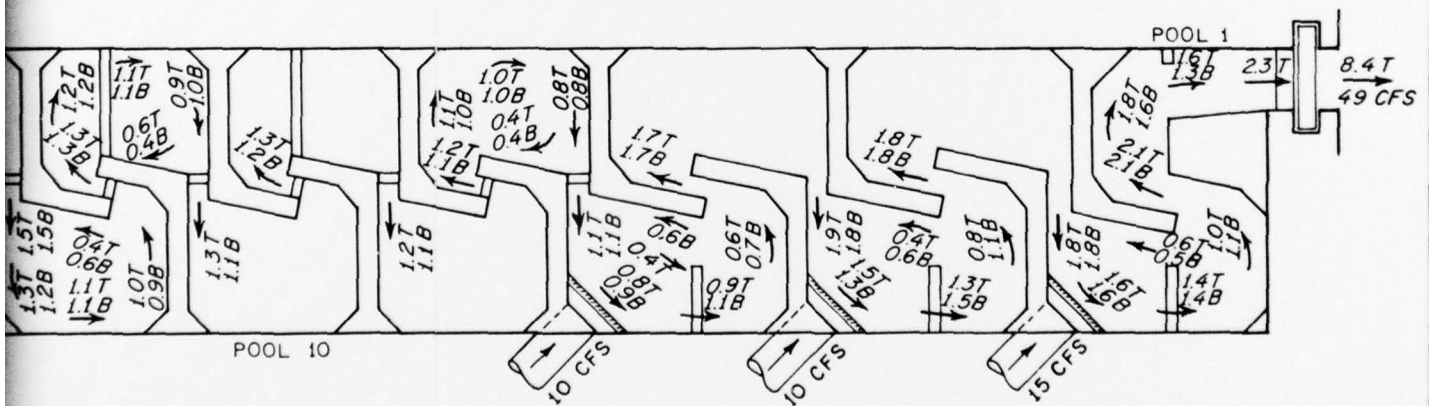 POOL 1
1.6T
1.3B
2.3 T
8.4 T
49 CFS
1.8T
1.6B
2.1T
2.1B
1.2T
1.2B
1.1T
1.1B
0.9T
1.0B
0.6T
0.4B
1.3T
1.3B
1.3T
1.2B
1.1T
1.0B
1.0T
1.0B
0.8T
0.8B
0.4T
0.4B
1.2T
1.1B
1.7T
1.7B
1.8T
1.8B
1.5T
1.5B
0.4T
0.6B
1.3T
1.2B
1.1T
1.1B
1.0T
0.9B
1.3T
1.1B
1.2T
1.1B
1.1T
1.1B
0.6B
0.4T
0.8T
0.9B
0.6T
0.7B
0.9T
1.1B
1.9T
1.8B
0.4T
0.6B
1.5T
1.3B
0.8T
1.1B
1.3T
1.5B
1.8T
1.8B
0.6T
0.5B
1.6T
1.6B
1.0T
1.1B
1.4T
1.4B
POOL 10
10 CFS
10 CFS
15 CFS